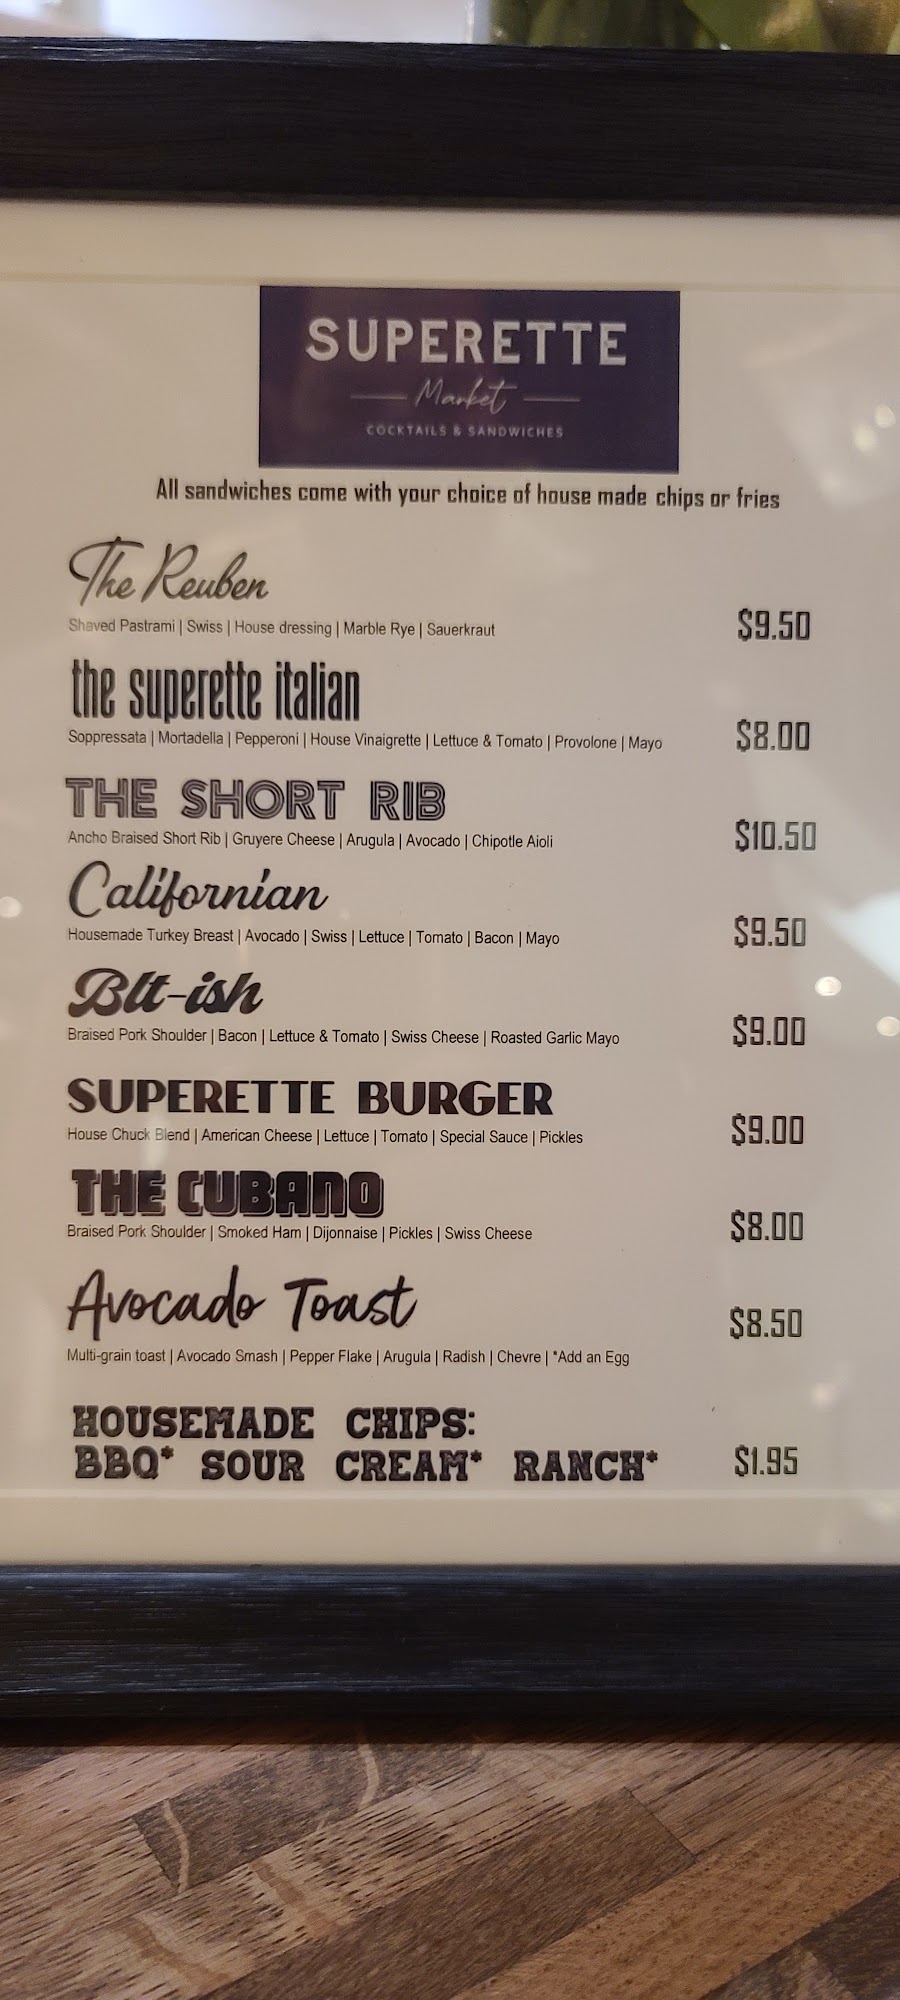 SUPERETTE
Market
COCKTAILS & SANDWICHES
All sandwiches come with your choice of house made chips or fries
The Reuben
Shaved Pastrami | Swiss | House dressing | Marble Rye | Sauerkraut $9.50
the superette italian
Soppressata | Mortadella | Pepperoni | House Vinaigrette | Lettuce & Tomato | Provolone | Mayo $8.00
THE SHORT RIB
Ancho Braised Short Rib | Gruyere Cheese | Arugula | Avocado | Chipotle Aioli $10.50
Californian
Housemade Turkey Breast | Avocado | Swiss | Lettuce | Tomato | Bacon | Mayo $9.50
Blt-ish
Braised Pork Shoulder | Bacon | Lettuce & Tomato | Swiss Cheese | Roasted Garlic Mayo $9.00
SUPERETTE BURGER
House Chuck Blend | American Cheese | Lettuce | Tomato | Special Sauce | Pickles $9.00
THE CUBANO
Braised Pork Shoulder | Smoked Ham | Dijonnaise | Pickles | Swiss Cheese $8.00
Avocado Toast $8.50
Multi-grain toast | Avocado Smash | Pepper Flake | Arugula | Radish | Chevre | *Add an Egg
HOUSEMADE CHIPS:
BBQ* SOUR CREAM* RANCH* $1.95